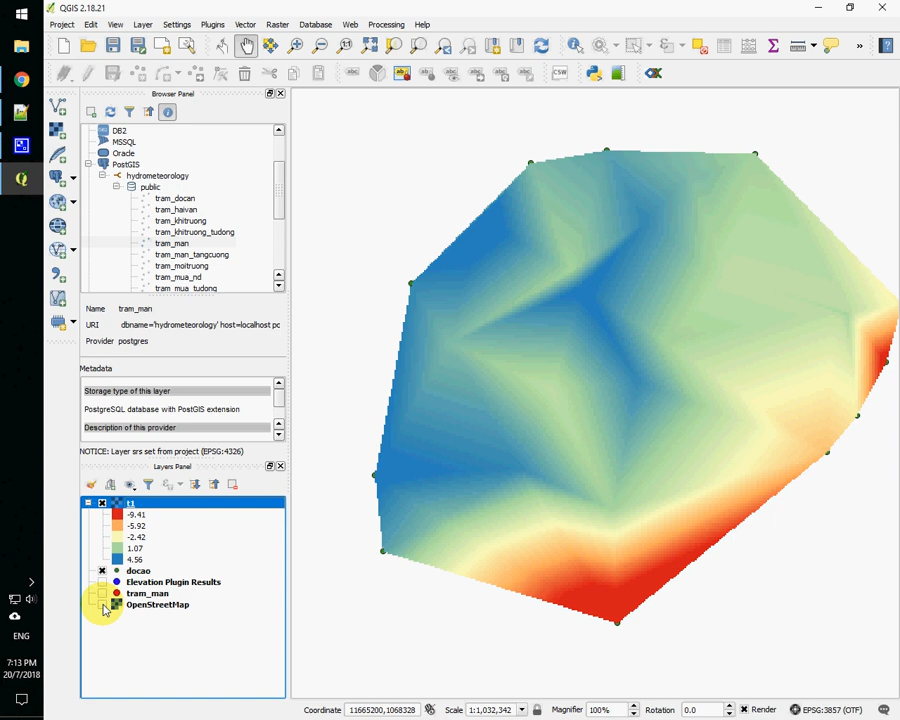 QGIS 2.18.21
Project Edit View Layer Settings Plugins Vector Raster Database Web Processing Help
CSW
Browser Panel
DB2
MSSQL
Oracle
PostGIS
hydrometeorology
public
tram_docan
tram_haivan
tram_khitruong
tram_khitruong_tudong
tram_man
tram_man_tangcuong
tram_moitruong
tram_mua_nd
tram_mua_tudong
Name tram_man
URI dbname='hydrometeorology' host=localhost pc
Provider postgres
Metadata
Storage type of this layer
PostgreSQL database with PostGIS extension
Description of this provider
NOTICE: Layer srs set from project (EPSG:4326)
Layers Panel
t1
-9.41
-5.92
-2.42
1.07
4.56
docao
Elevation Plugin Results
tram_man
OpenStreetMap
ENG
7:13 PM
20/7/2018
Coordinate 11665200,1068328 Scale 1:1,032,342 Magnifier 100% Rotation 0.0 Render EPSG:3857 (OTF)